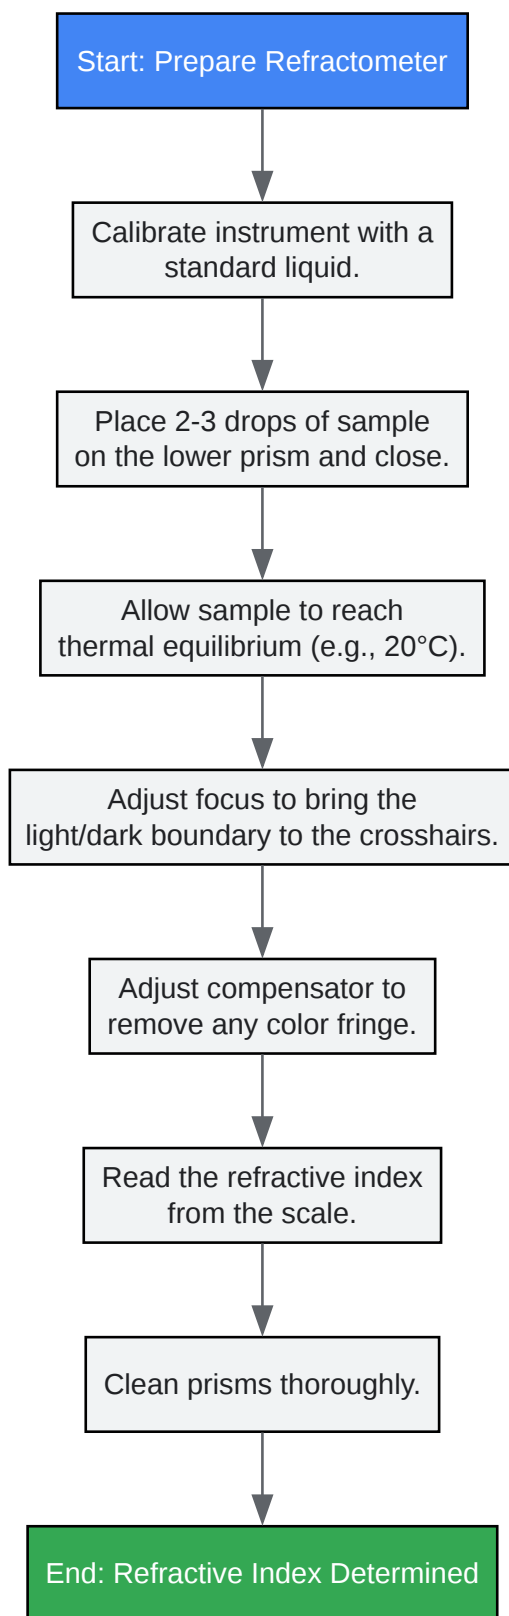 Start: Prepare Refractometer
Calibrate instrument with a
standard liquid.
Place 2-3 drops of sample
on the lower prism and close.
Allow sample to reach
thermal equilibrium (e.g., 20°C).
Adjust focus to bring the
light/dark boundary to the crosshairs.
Adjust compensator to
remove any color fringe.
Read the refractive index
from the scale.
Clean prisms thoroughly.
End: Refractive Index Determined